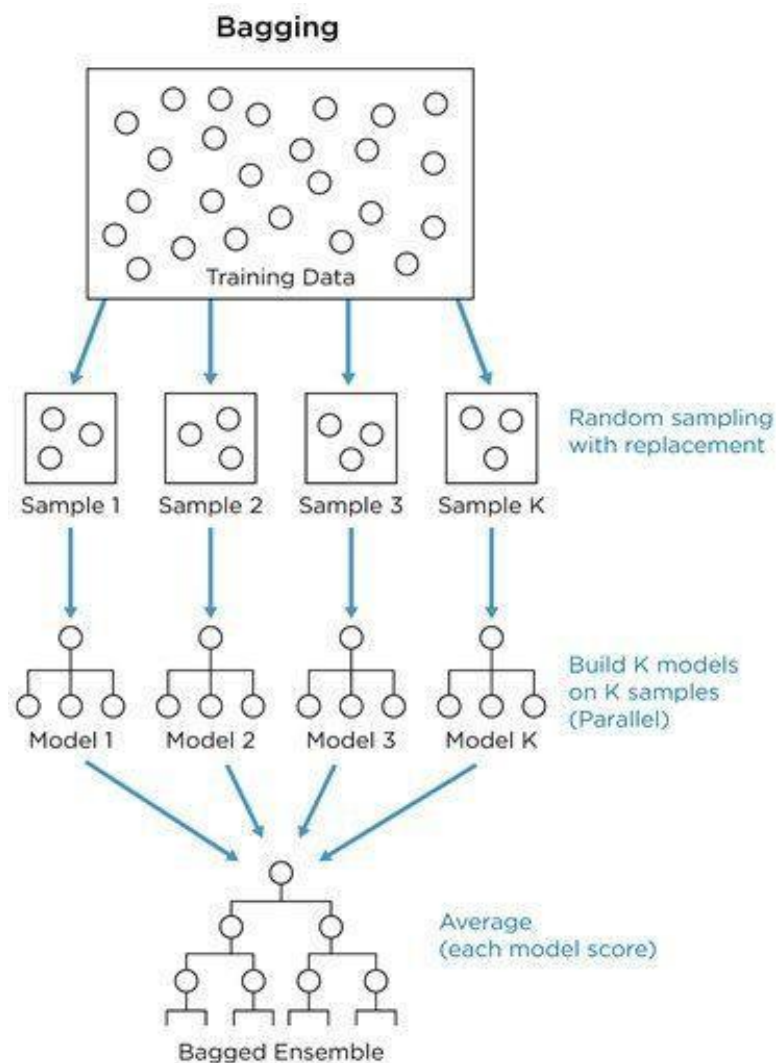 Bagging
Training Data
Random sampling
with replacement
Sample 1
Sample 2
Sample 3
Sample K
Build K models
on K samples
(Parallel)
Model 1
Model 2
Model 3
Model K
Average
(each model score)
Bagged Ensemble